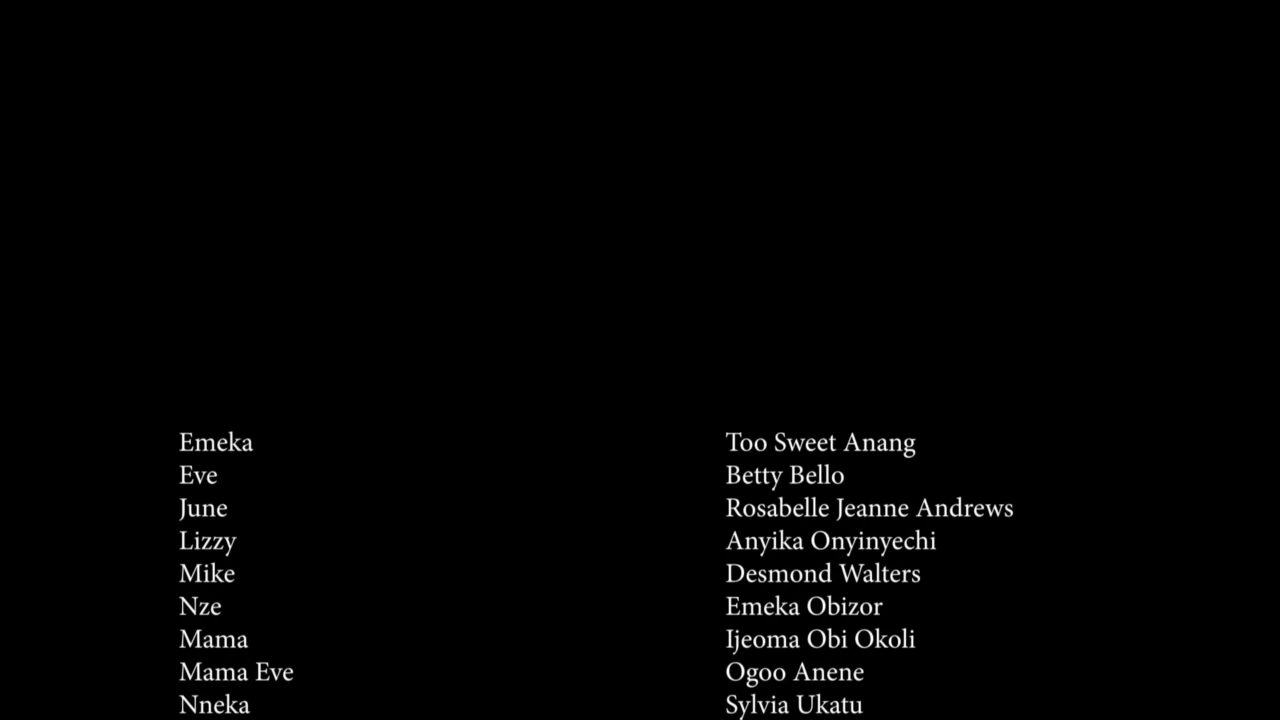 Emeka Too Sweet Anang
Eve Betty Bello
June Rosabelle Jeanne Andrews
Lizzy Anyika Onyinyechi
Mike Desmond Walters
Nze Emeka Obizor
Mama Ijeoma Obi Okoli
Mama Eve Ogoo Anene
Nneka Sylvia Ukatu